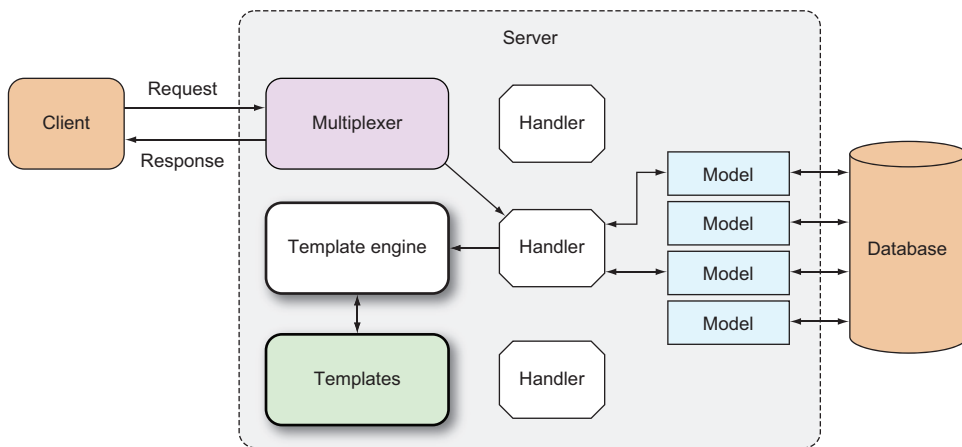 Server
Request
Client
Multiplexer
Handler
Response
Model
Template engine
Handler
Model
Database
Model
Model
Templates
Handler